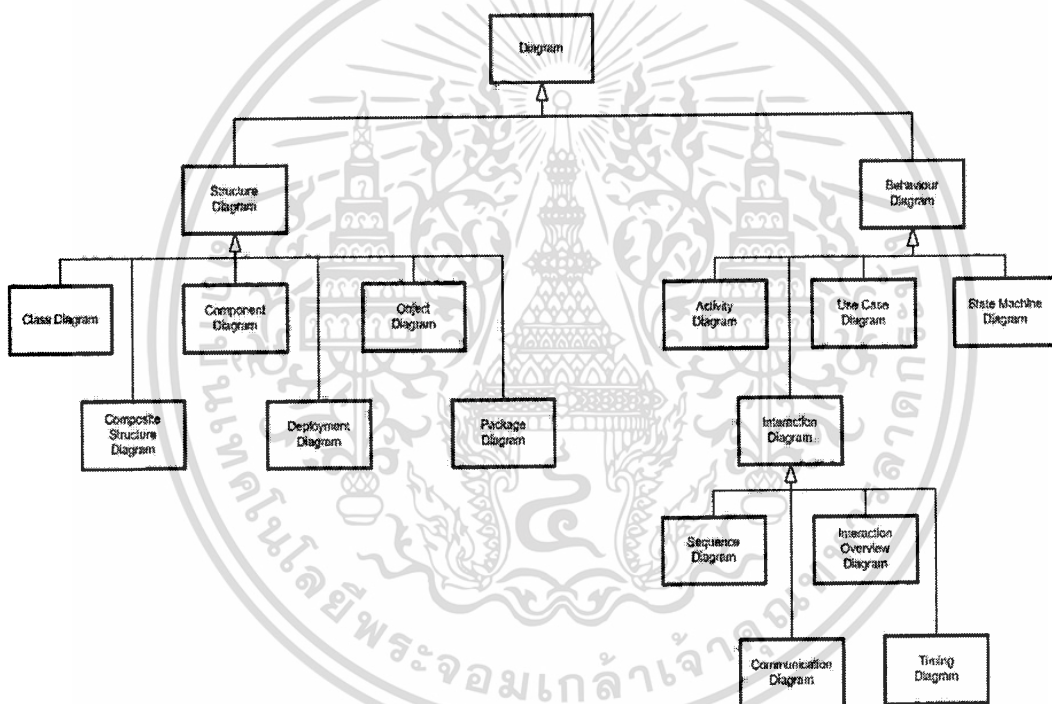 Diagram
Structure
Diagram
Behaviour
Diagram
Class Diagram
Component
Diagram
Object
Diagram
Activity
Diagram
Use Case
Diagram
State Machine
Diagram
Composite
Structure
Diagram
Deployment
Diagram
Package
Diagram
Interaction
Diagram
Sequence
Diagram
Interaction
Overview
Diagram
Communication
Diagram
Timing
Diagram